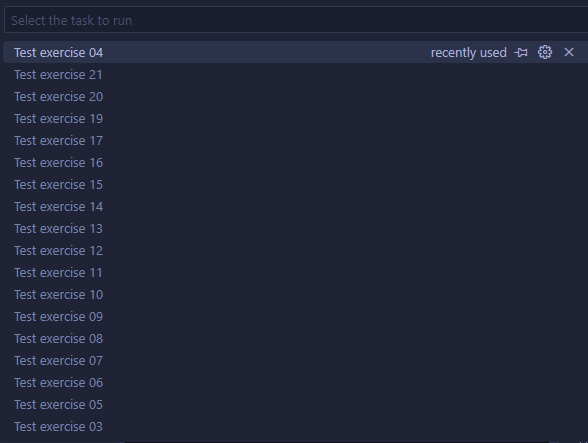 Select the task to run
Test exercise 04 recently used
Test exercise 21
Test exercise 20
Test exercise 19
Test exercise 17
Test exercise 16
Test exercise 15
Test exercise 14
Test exercise 13
Test exercise 12
Test exercise 11
Test exercise 10
Test exercise 09
Test exercise 08
Test exercise 07
Test exercise 06
Test exercise 05
Test exercise 03